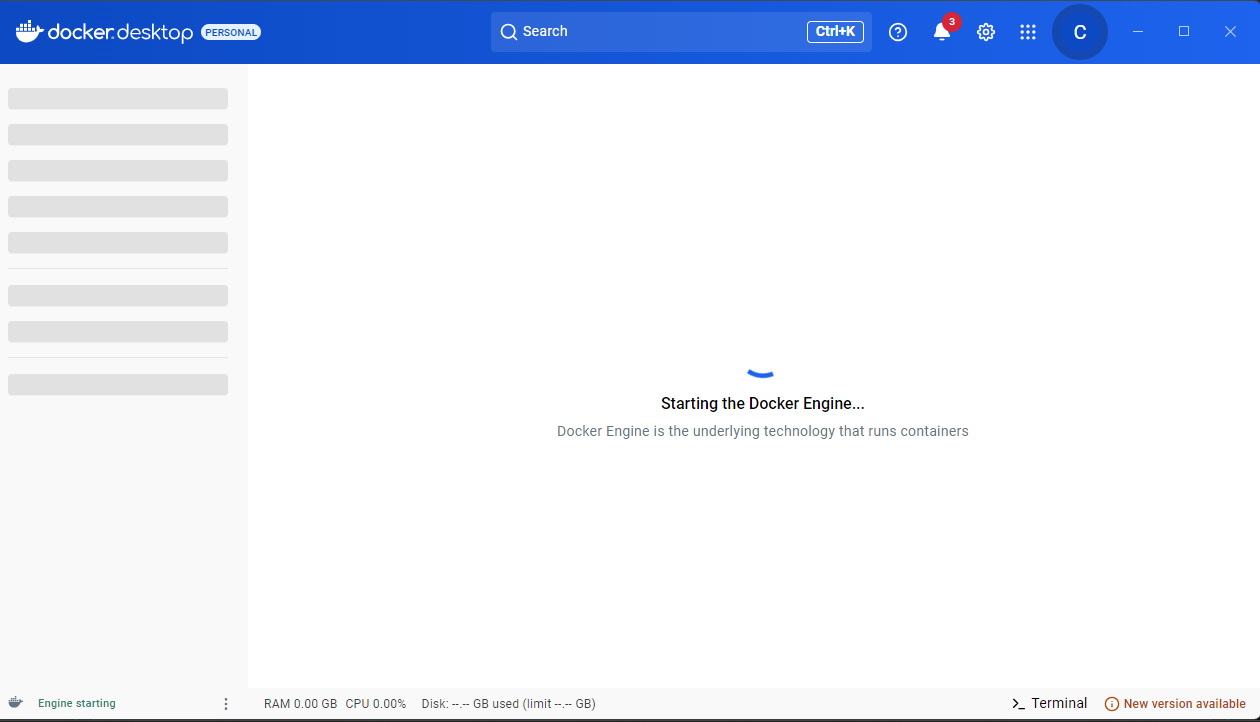 docker.desktop PERSONAL Search Ctrl+K 3 C
Starting the Docker Engine...
Docker Engine is the underlying technology that runs containers
Engine starting RAM 0.00 GB CPU 0.00% Disk: --.-- GB used (limit --.-- GB) Terminal New version available